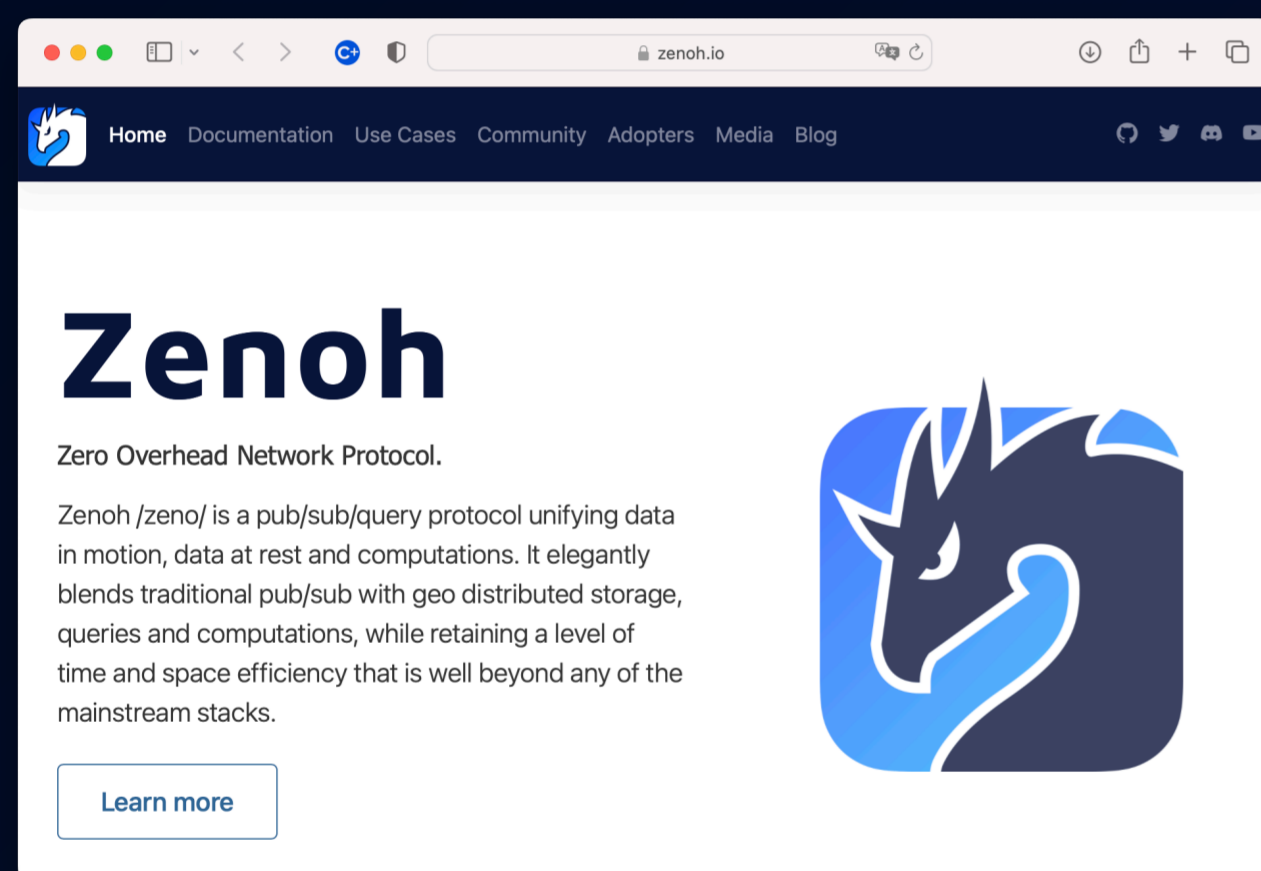 C+
zenoh.io
Home Documentation Use Cases Community Adopters Media Blog
Zenoh
Zero Overhead Network Protocol.
Zenoh /zeno/ is a pub/sub/query protocol unifying data
in motion, data at rest and computations. It elegantly
blends traditional pub/sub with geo distributed storage,
queries and computations, while retaining a level of
time and space efficiency that is well beyond any of the
mainstream stacks.
Learn more